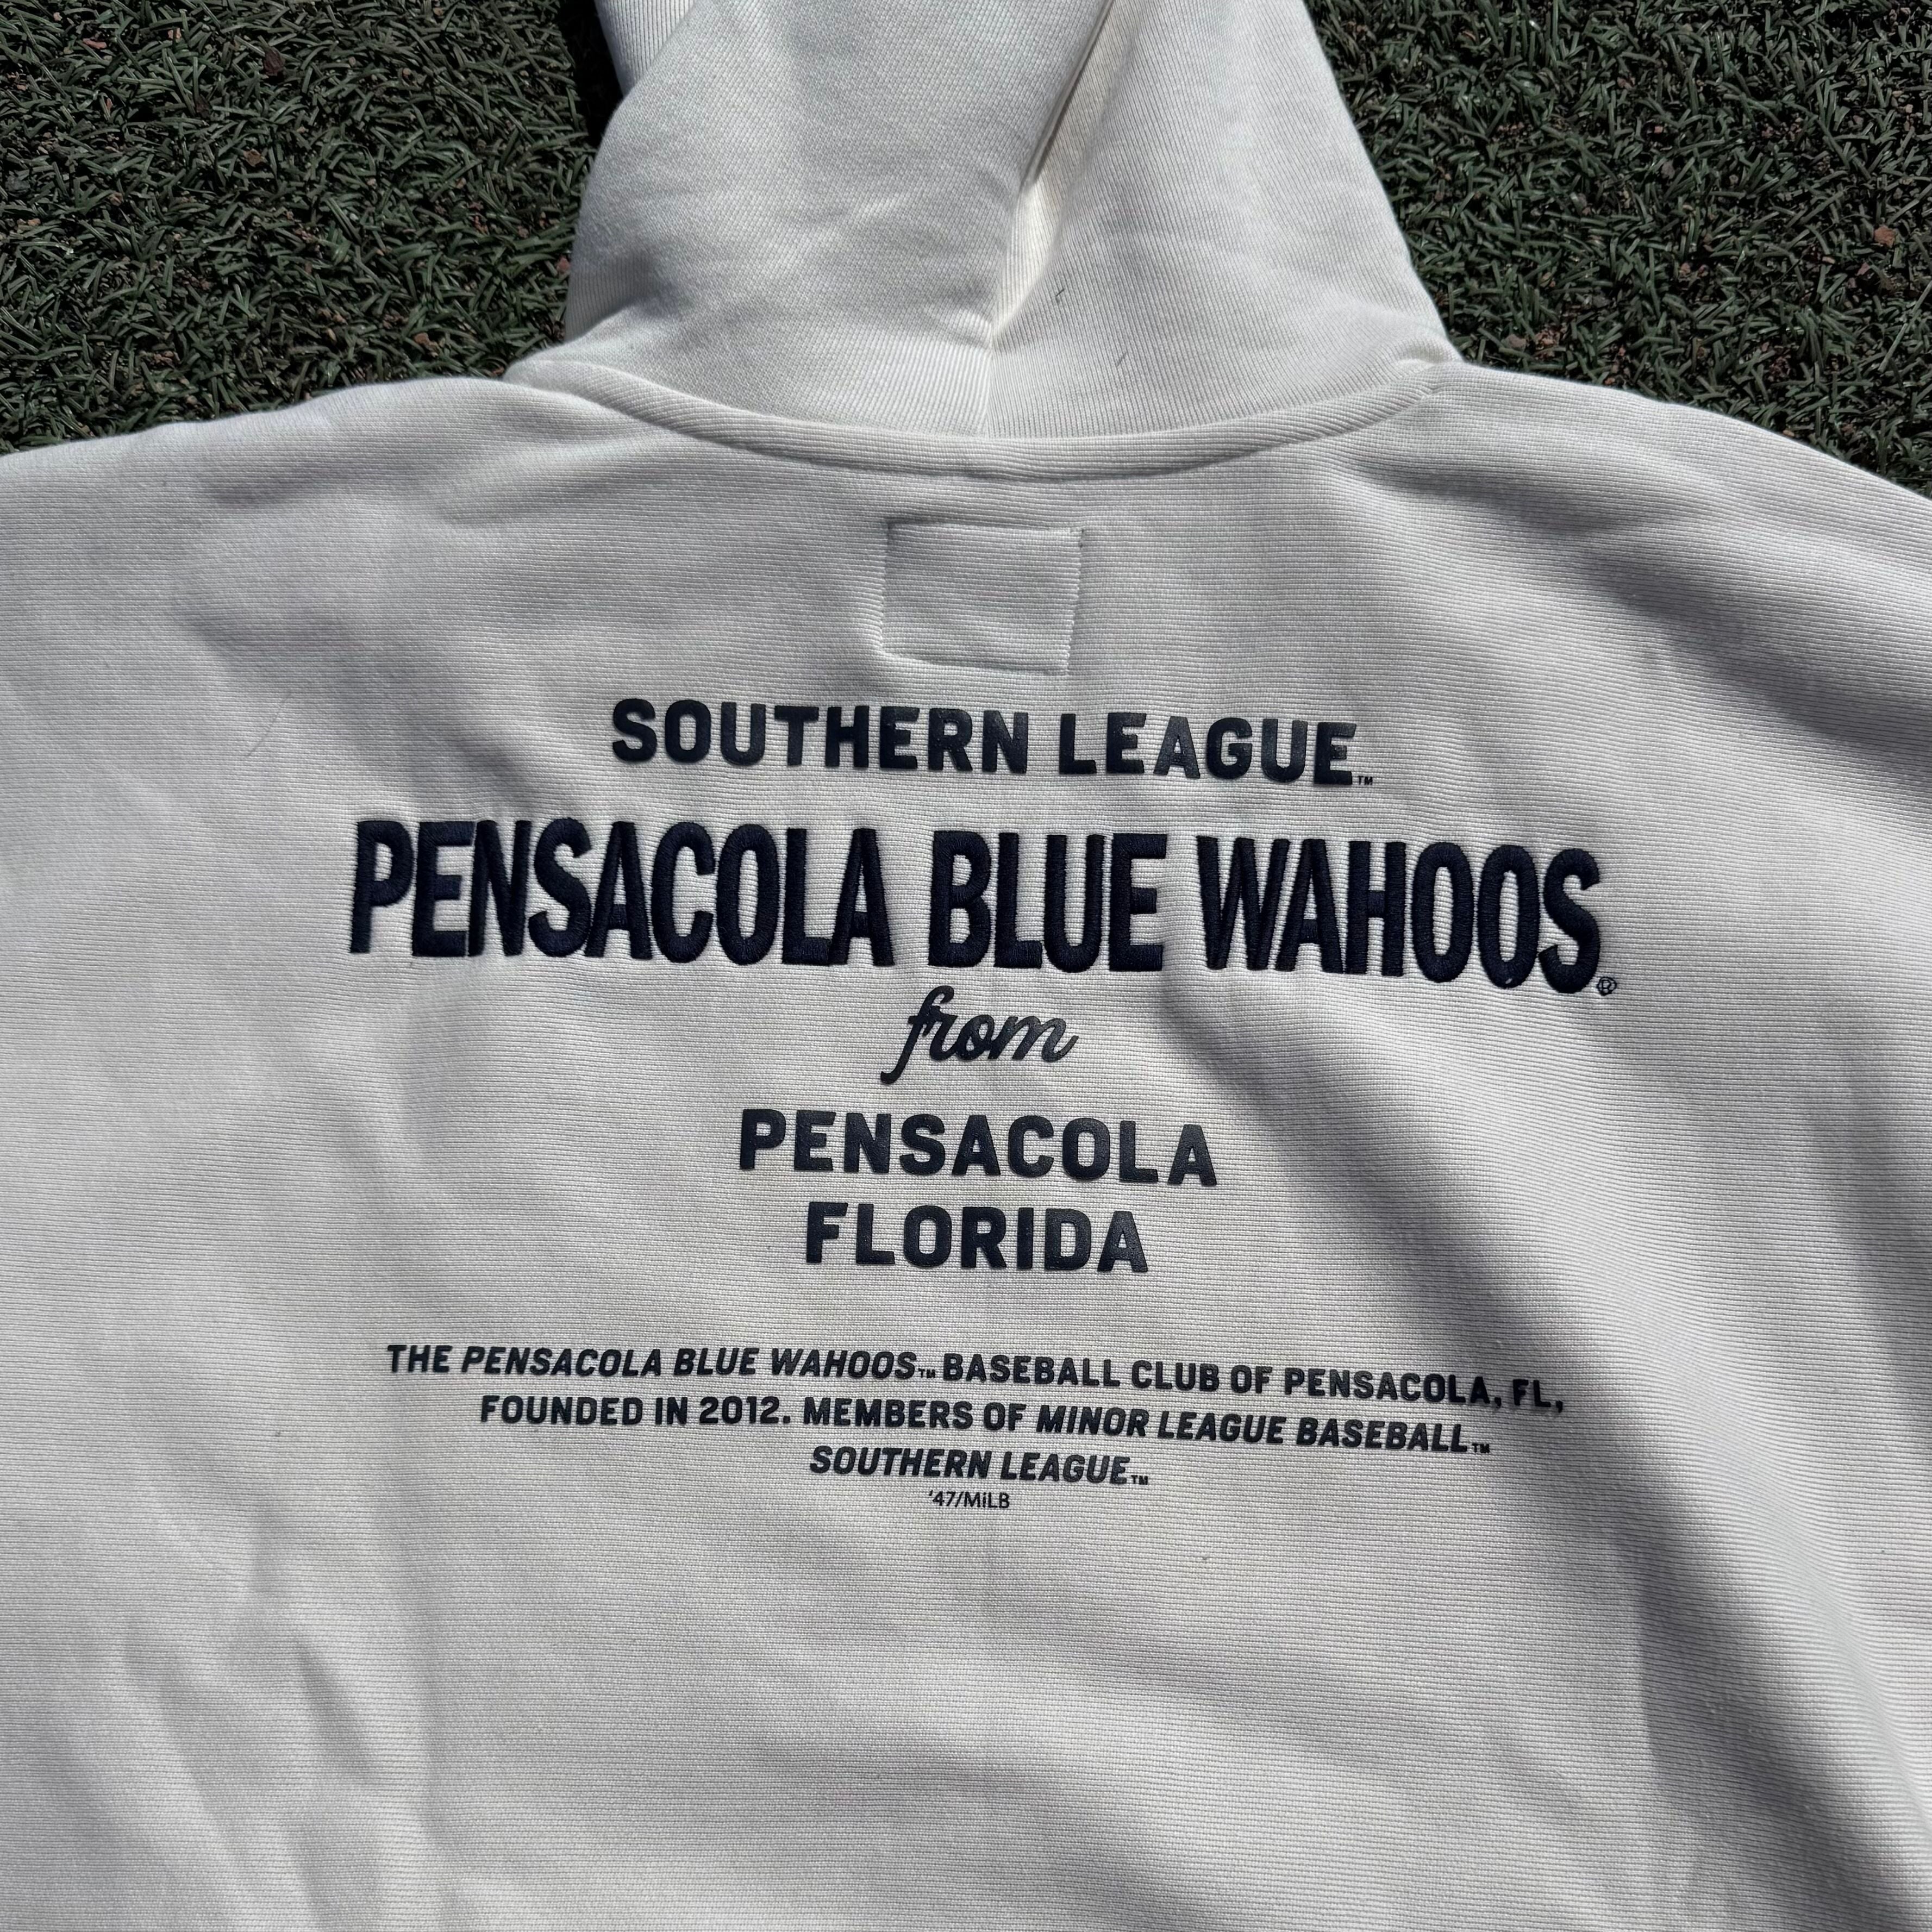 SOUTHERN LEAGUE™
PENSACOLA BLUE WAHOOS®
from
PENSACOLA
FLORIDA
THE PENSACOLA BLUE WAHOOS™ BASEBALL CLUB OF PENSACOLA, FL,
FOUNDED IN 2012. MEMBERS OF MINOR LEAGUE BASEBALL™
SOUTHERN LEAGUE™
‘47/MiLB